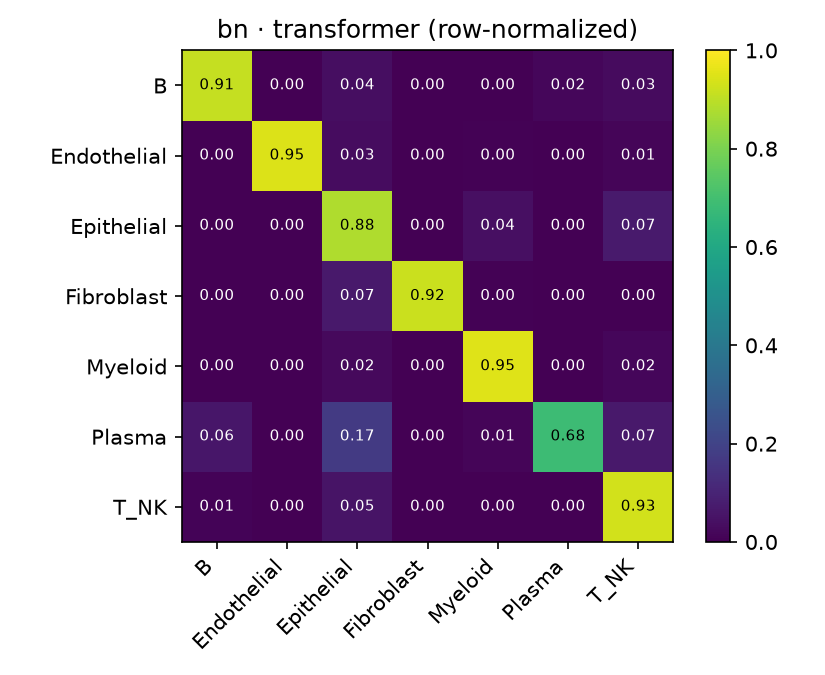 bn · transformer (row-normalized)
B 0.91 0.00 0.04 0.00 0.00 0.02 0.03
Endothelial 0.00 0.95 0.03 0.00 0.00 0.00 0.01
Epithelial 0.00 0.00 0.88 0.00 0.04 0.00 0.07
Fibroblast 0.00 0.00 0.07 0.92 0.00 0.00 0.00
Myeloid 0.00 0.00 0.02 0.00 0.95 0.00 0.02
Plasma 0.06 0.00 0.17 0.00 0.01 0.68 0.07
T_NK 0.01 0.00 0.05 0.00 0.00 0.00 0.93
B Endothelial Epithelial Fibroblast Myeloid Plasma T_NK
1.0
0.8
0.6
0.4
0.2
0.0